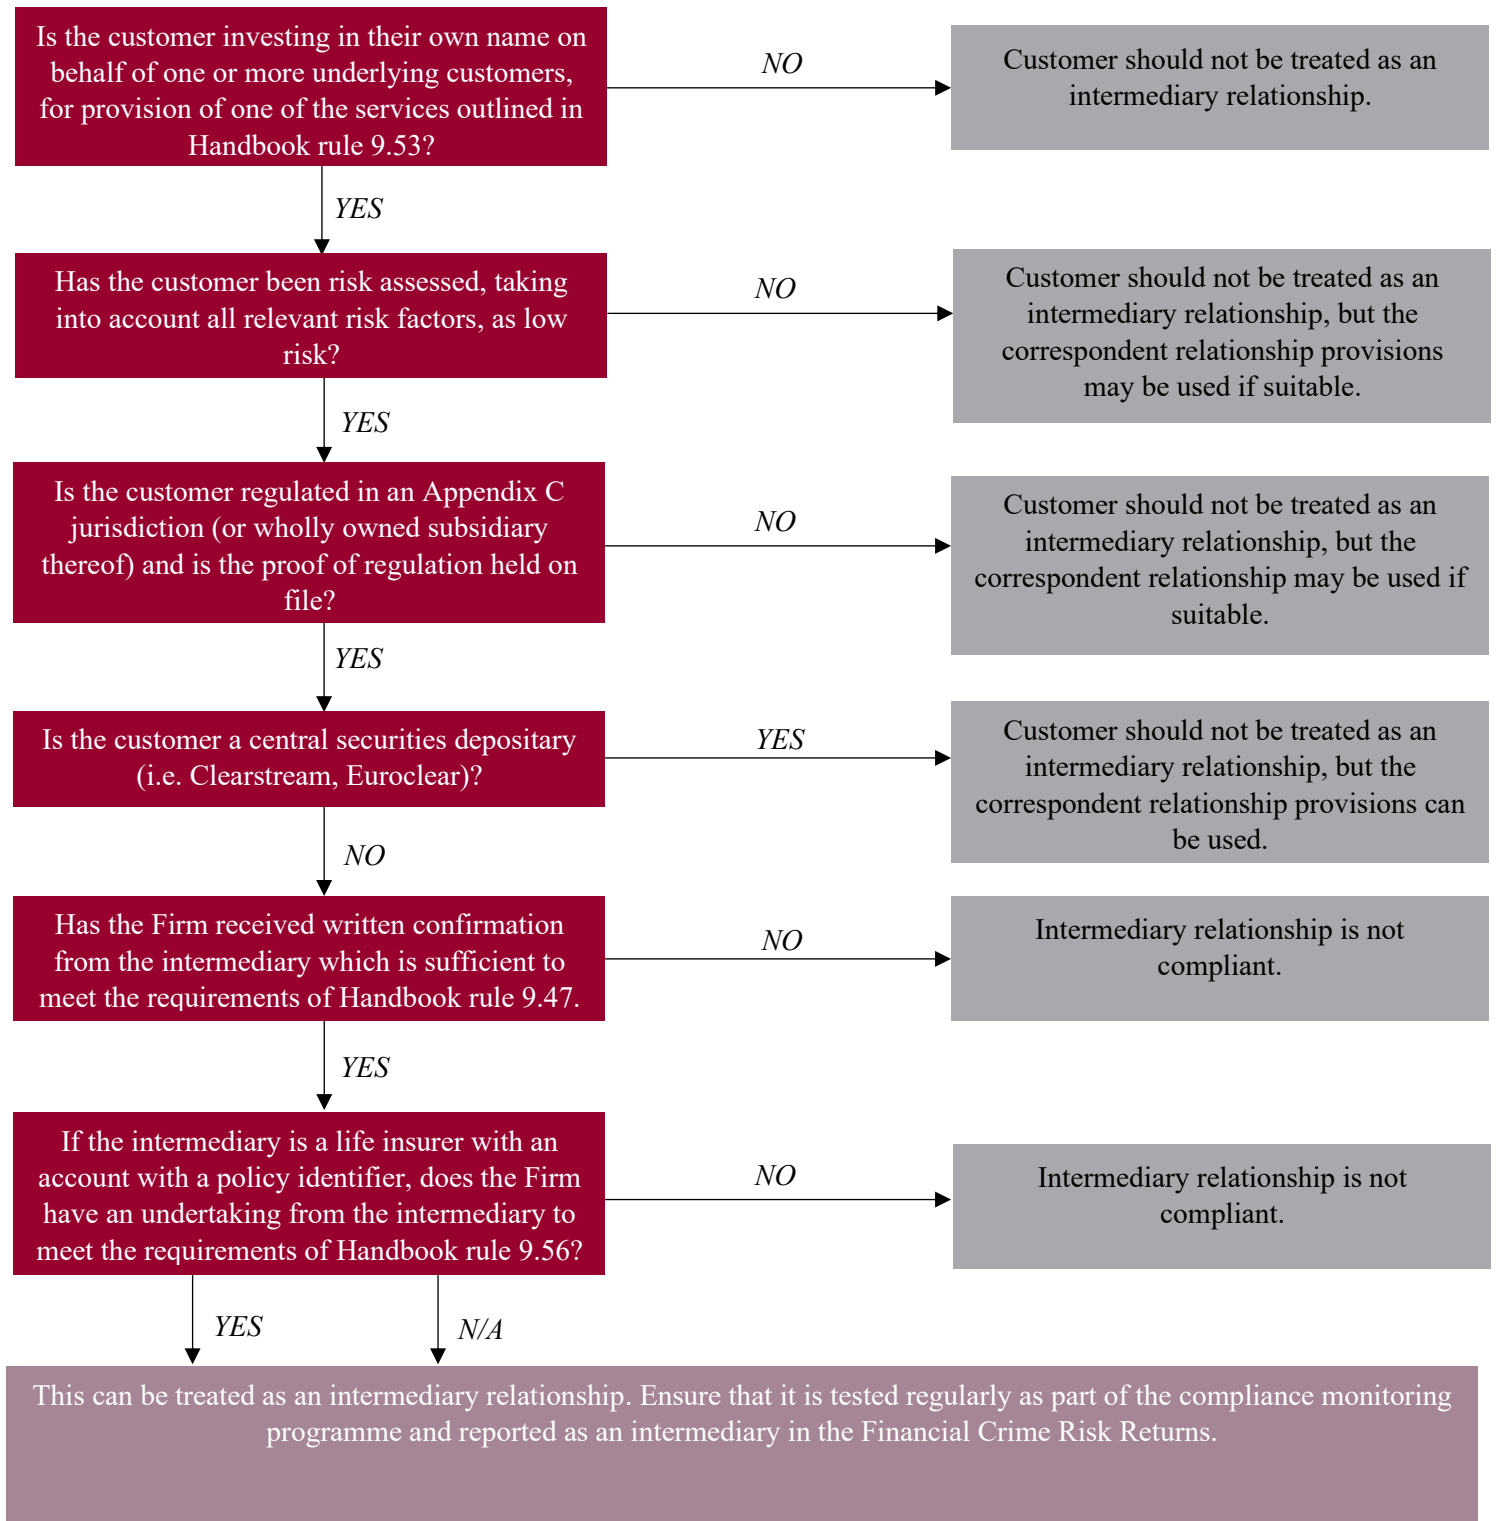 Is the customer investing in their own name on
behalf of one or more underlying customers,
for provision of one of the services outlined in
Handbook rule 9.53?
NO
Customer should not be treated as an
intermediary relationship.
YES
Has the customer been risk assessed, taking
into account all relevant risk factors, as low
risk?
NO
Customer should not be treated as an
intermediary relationship, but the
correspondent relationship provisions
may be used if suitable.
YES
Is the customer regulated in an Appendix C
jurisdiction (or wholly owned subsidiary
thereof) and is the proof of regulation held on
file?
NO
Customer should not be treated as an
intermediary relationship, but the
correspondent relationship may be used if
suitable.
YES
Is the customer a central securities depositary
(i.e. Clearstream, Euroclear)?
YES
Customer should not be treated as an
intermediary relationship, but the
correspondent relationship provisions can
be used.
NO
Has the Firm received written confirmation
from the intermediary which is sufficient to
meet the requirements of Handbook rule 9.47.
NO
Intermediary relationship is not
compliant.
YES
If the intermediary is a life insurer with an
account with a policy identifier, does the Firm
have an undertaking from the intermediary to
meet the requirements of Handbook rule 9.56?
NO
Intermediary relationship is not
compliant.
YES
N/A
This can be treated as an intermediary relationship. Ensure that it is tested regularly as part of the compliance monitoring
programme and reported as an intermediary in the Financial Crime Risk Returns.